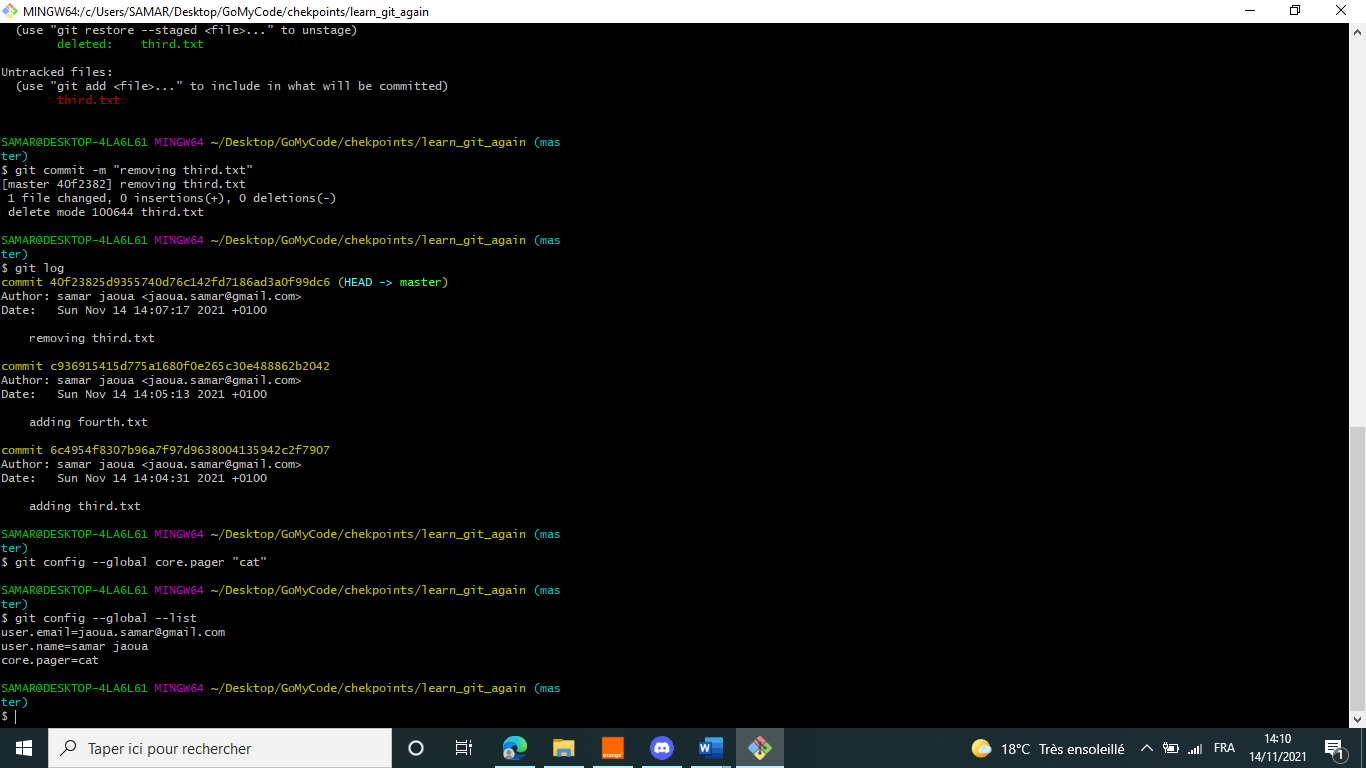 MINGW64:/c/Users/SAMAR/Desktop/GoMyCode/chekpoints/learn_git_again
(use "git restore --staged <file>..." to unstage)
deleted:    third.txt
Untracked files:
(use "git add <file>..." to include in what will be committed)
third.txt
SAMAR@DESKTOP-4LA6L61 MINGW64 ~/Desktop/GoMyCode/chekpoints/learn_git_again (mas
ter)
$ git commit -m "removing third.txt"
[master 40f2382] removing third.txt
1 file changed, 0 insertions(+), 0 deletions(-)
delete mode 100644 third.txt
SAMAR@DESKTOP-4LA6L61 MINGW64 ~/Desktop/GoMyCode/chekpoints/learn_git_again (mas
ter)
$ git log
commit 40f23825d9355740d76c142fd7186ad3a0f99dc6 (HEAD -> master)
Author: samar jaoua <jaoua.samar@gmail.com>
Date:   Sun Nov 14 14:07:17 2021 +0100
removing third.txt
commit c936915415d775a1680f0e265c30e488862b2042
Author: samar jaoua <jaoua.samar@gmail.com>
Date:   Sun Nov 14 14:05:13 2021 +0100
adding fourth.txt
commit 6c4954f8307b96a7f97d9638004135942c2f7907
Author: samar jaoua <jaoua.samar@gmail.com>
Date:   Sun Nov 14 14:04:31 2021 +0100
adding third.txt
SAMAR@DESKTOP-4LA6L61 MINGW64 ~/Desktop/GoMyCode/chekpoints/learn_git_again (mas
ter)
$ git config --global core.pager "cat"
SAMAR@DESKTOP-4LA6L61 MINGW64 ~/Desktop/GoMyCode/chekpoints/learn_git_again (mas
ter)
$ git config --global --list
user.email=jaoua.samar@gmail.com
user.name=samar jaoua
core.pager=cat
SAMAR@DESKTOP-4LA6L61 MINGW64 ~/Desktop/GoMyCode/chekpoints/learn_git_again (mas
ter)
$
Taper ici pour rechercher
orange
18°C Très ensoleillé
FRA
14:10
14/11/2021
1